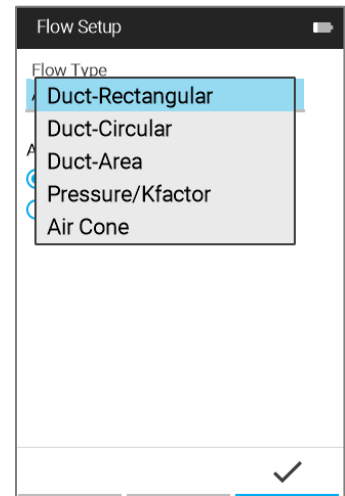 Flow Setup
Flow Type
Duct-Rectangular
Duct-Circular
Duct-Area
Pressure/Kfactor
Air Cone